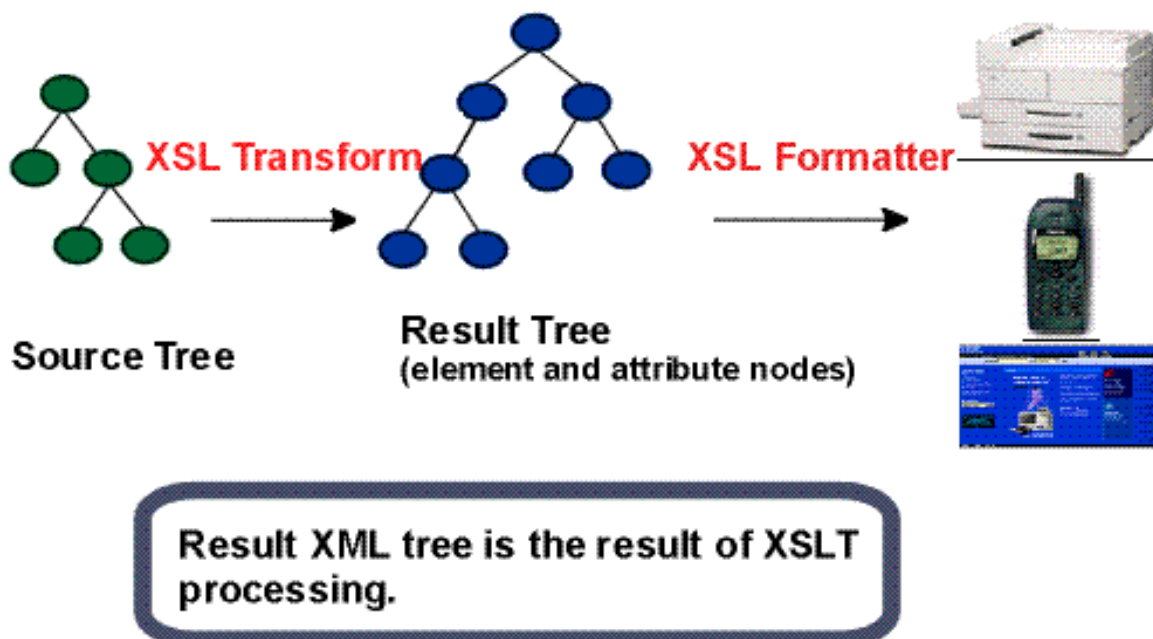 XSL Transform
XSL Formatter
Source Tree
Result Tree
(element and attribute nodes)
Result XML tree is the result of XSLT
processing.